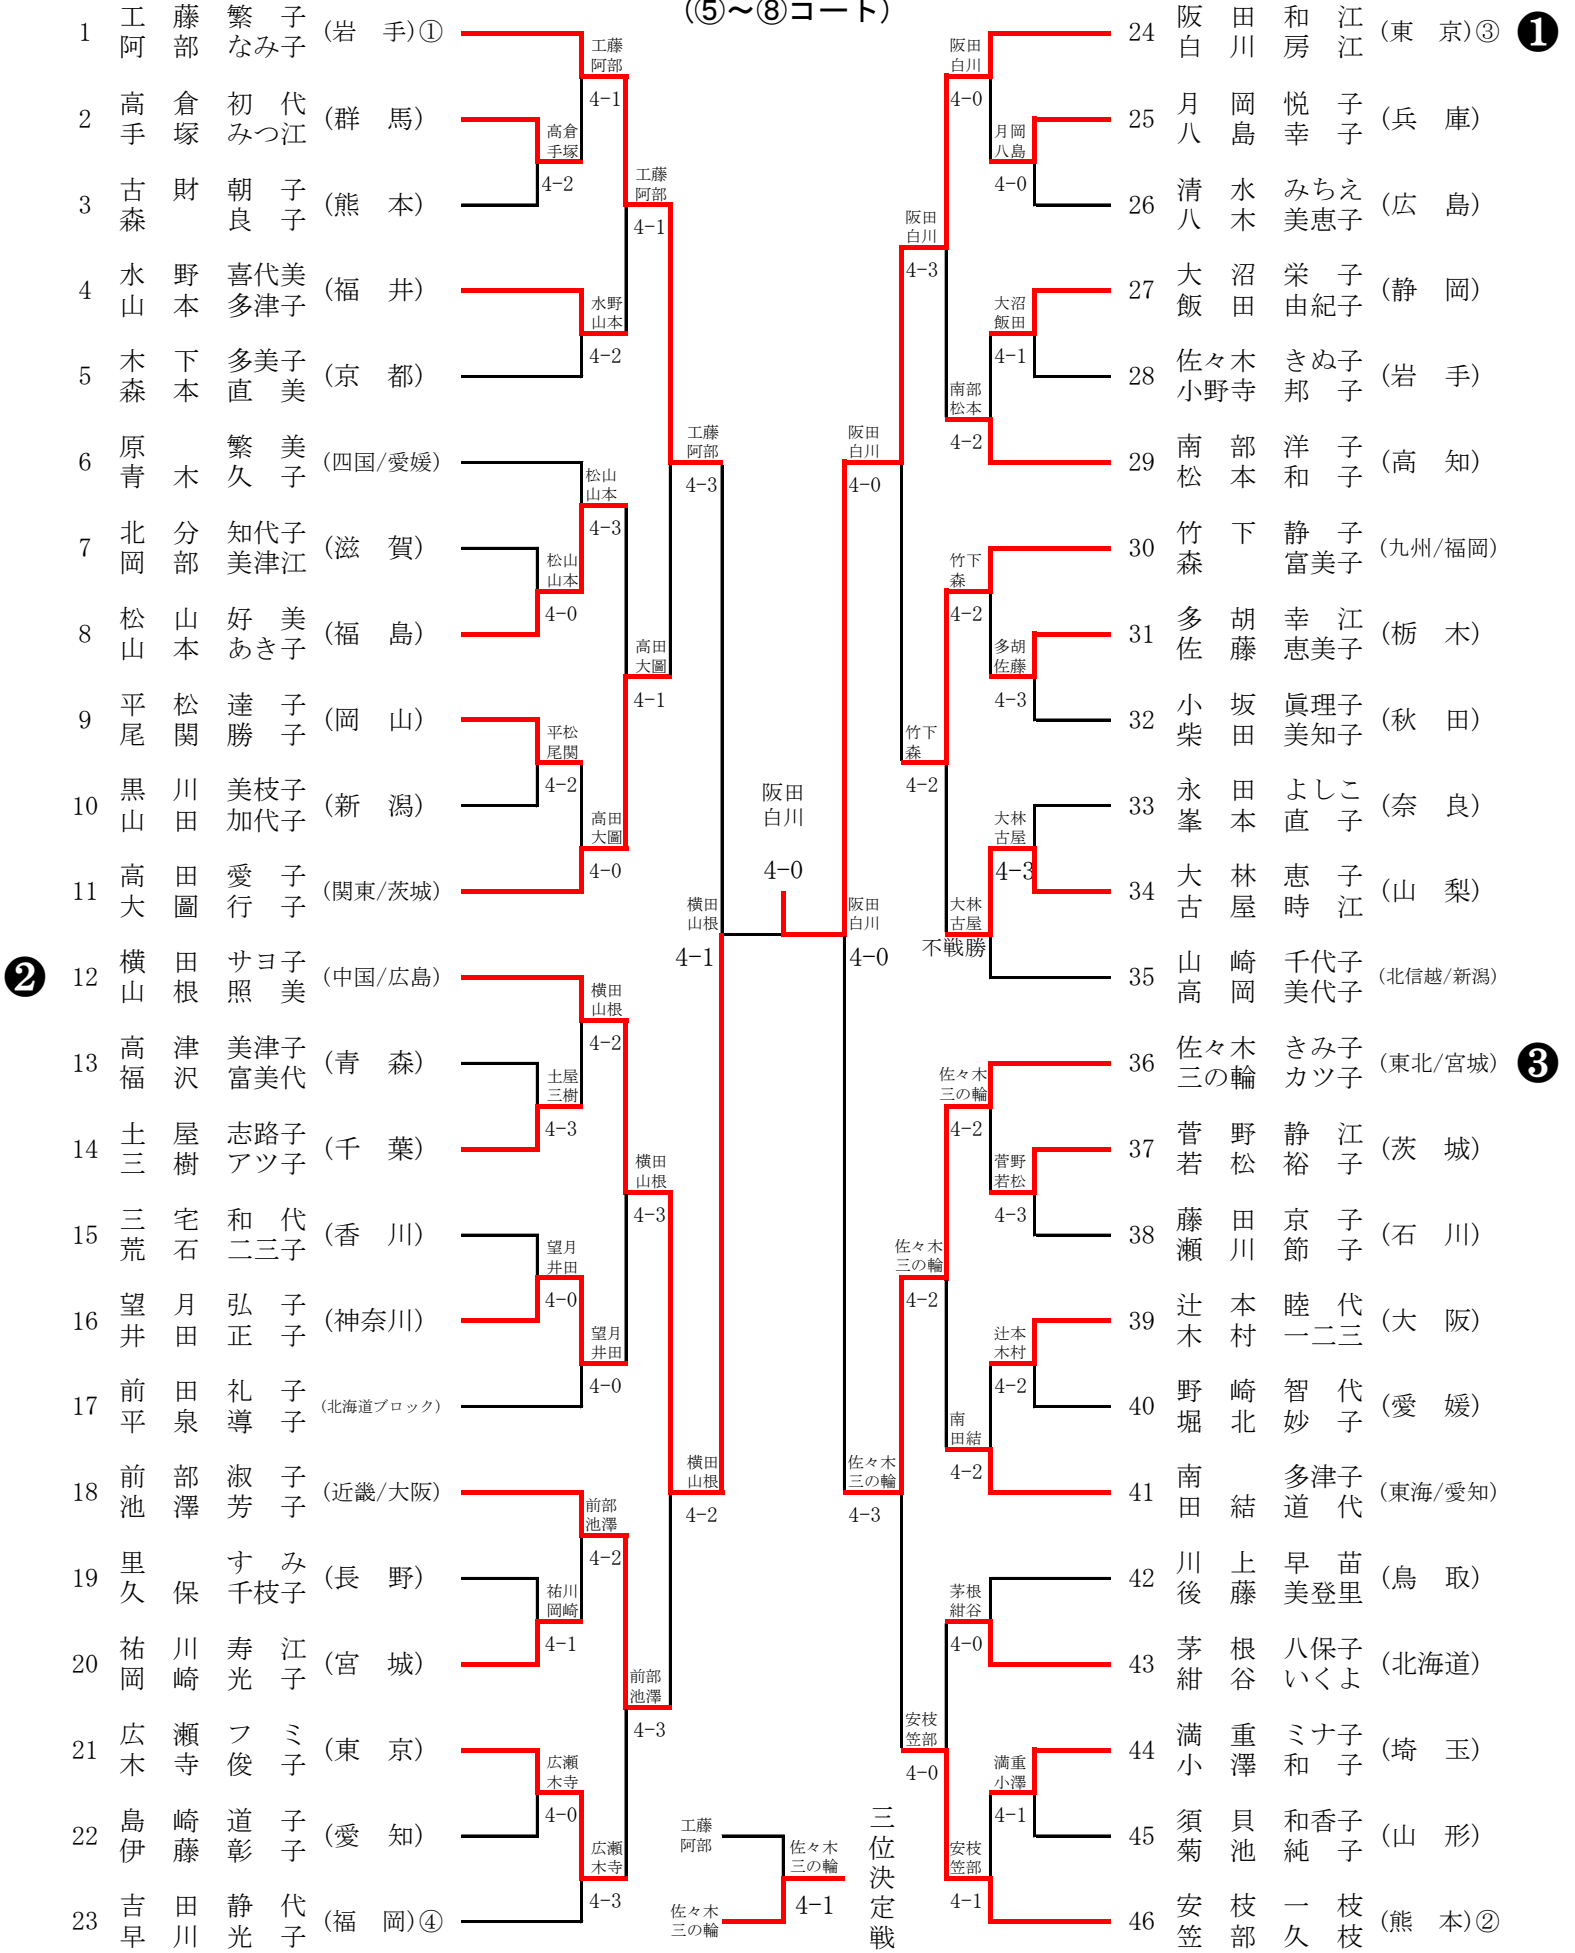 (⑤～⑧コート)
1 工藤繁子 (岩手)①
阿部なみ子
2 高倉初代 (群馬)
手塚みつ江
3 古財朝子 (熊本)
森良子
4 水野喜代美 (福井)
山本多津子
5 木下多美子 (京都)
森本直美
6 原繁美 (四国/愛媛)
青木久子
7 北分知代子 (滋賀)
岡部美津江
8 松山好美 (福島)
山本あき子
9 平松達子 (岡山)
尾関勝子
10 黒川美枝子 (新潟)
山田加代子
11 高田愛子 (関東/茨城)
大圖行子
❷ 12 横田サヨ子 (中国/広島)
山根照美
13 高津美津子 (青森)
福沢富美代
14 土屋志路子 (千葉)
三樹アツ子
15 三宅和代 (香川)
荒石二三子
16 望月弘子 (神奈川)
井田正子
17 前田礼子 (北海道ブロック)
平泉導子
18 前部淑子 (近畿/大阪)
池澤芳子
19 里すみ (長野)
久保千枝子
20 祐川寿江 (宮城)
岡崎光子
21 広瀬フミ (東京)
木寺俊子
22 島崎道子 (愛知)
伊藤彰子
23 吉田静代 (福岡)④
早川光子
高倉
手塚
4-2
松山
山本
4-0
平松
尾関
4-2
土屋
三樹
4-3
望月
井田
4-0
祐川
岡崎
4-1
広瀬
木寺
4-0
工藤
阿部
4-1
水野
山本
4-2
松山
山本
4-3
高田
大圖
4-0
横田
山根
4-2
望月
井田
4-0
前部
池澤
4-2
広瀬
木寺
4-3
工藤
阿部
4-1
高田
大圖
4-1
横田
山根
4-3
前部
池澤
4-3
工藤
阿部
4-3
横田
山根
4-2
横田
山根
4-1
阪田
白川
4-0
阪田
白川
4-0
阪田
白川
4-0
佐々木
三の輪
4-3
阪田
白川
4-3
竹下
森
4-2
佐々木
三の輪
4-2
安枝
笠部
4-0
阪田
白川
4-0
南部
松本
4-2
竹下
森
4-2
大林
古屋
不戦勝
佐々木
三の輪
4-2
南
田結
4-2
茅根
紺谷
4-0
安枝
笠部
4-1
月岡
八島
4-0
大沼
飯田
4-1
多胡
佐藤
4-3
大林
古屋
4-3
菅野
若松
4-3
辻本
木村
4-2
満重
小澤
4-1
24 阪田和江 (東京)③ ❶
白川房江
25 月岡悦子 (兵庫)
八島幸子
26 清水みちえ (広島)
八木美恵子
27 大沼栄子 (静岡)
飯田由紀子
28 佐々木きぬ子 (岩手)
小野寺邦子
29 南部洋子 (高知)
松本和子
30 竹下静子 (九州/福岡)
森富美子
31 多胡幸江 (栃木)
佐藤恵美子
32 小坂眞理子 (秋田)
柴田美知子
33 永田よしこ (奈良)
峯本直子
34 大林恵子 (山梨)
古屋時江
35 山崎千代子 (北信越/新潟)
高岡美代子
36 佐々木きみ子 (東北/宮城) ❸
三の輪カツ子
37 菅野静江 (茨城)
若松裕子
38 藤田京子 (石川)
瀬川節子
39 辻本睦代 (大阪)
木村一二三
40 野崎智代 (愛媛)
堀北妙子
41 南多津子 (東海/愛知)
田結道代
42 川上早苗 (鳥取)
後藤美登里
43 茅根八保子 (北海道)
紺谷いくよ
44 満重ミナ子 (埼玉)
小澤和子
45 須貝和香子 (山形)
菊池純子
46 安枝一枝 (熊本)②
笠部久枝
三位決定戦
工藤
阿部
佐々木
三の輪
佐々木
三の輪
4-1